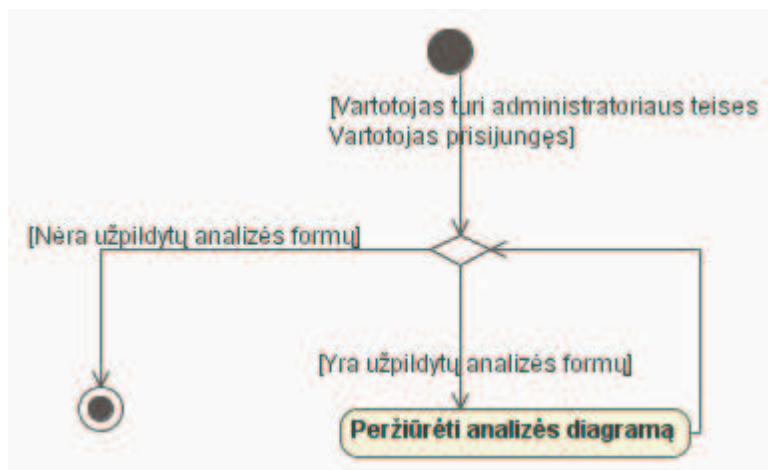 [Vartotojas turi administratoriaus teises
Vartotojas prisijungęs]
[Nėra užpildytų analizės formų]
[Yra užpildytų analizės formų]
Peržiūrėti analizės diagramą